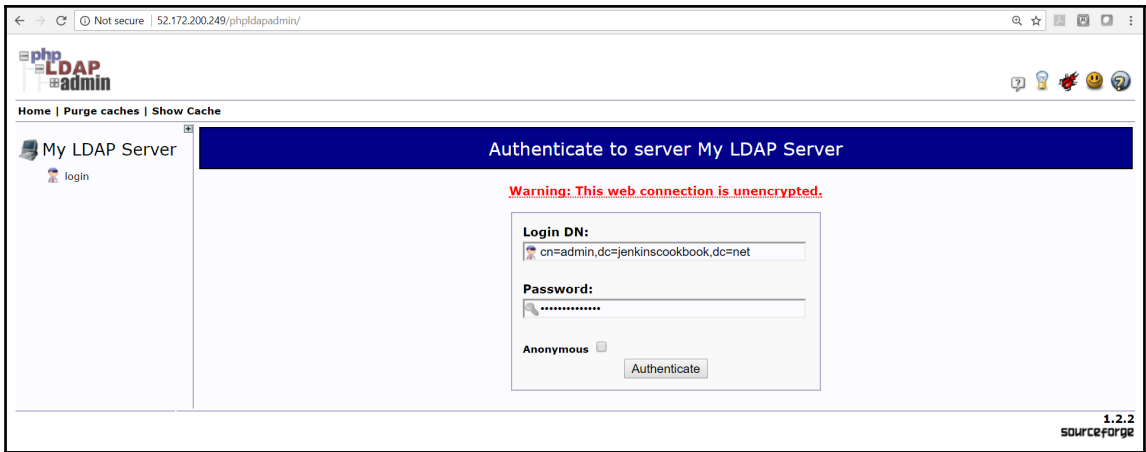 Not secure | 52.172.200.249/phpldapadmin/
php
LDAP
admin
Home | Purge caches | Show Cache
My LDAP Server
login
Authenticate to server My LDAP Server
Warning: This web connection is unencrypted.
Login DN:
cn=admin,dc=jenkinscookbook,dc=net
Password:
••••••••••••••
Anonymous
Authenticate
1.2.2
sourceforge